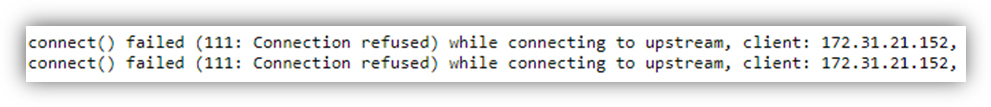 connect() failed (111: Connection refused) while connecting to upstream, client: 172.31.21.152,
connect() failed (111: Connection refused) while connecting to upstream, client: 172.31.21.152,